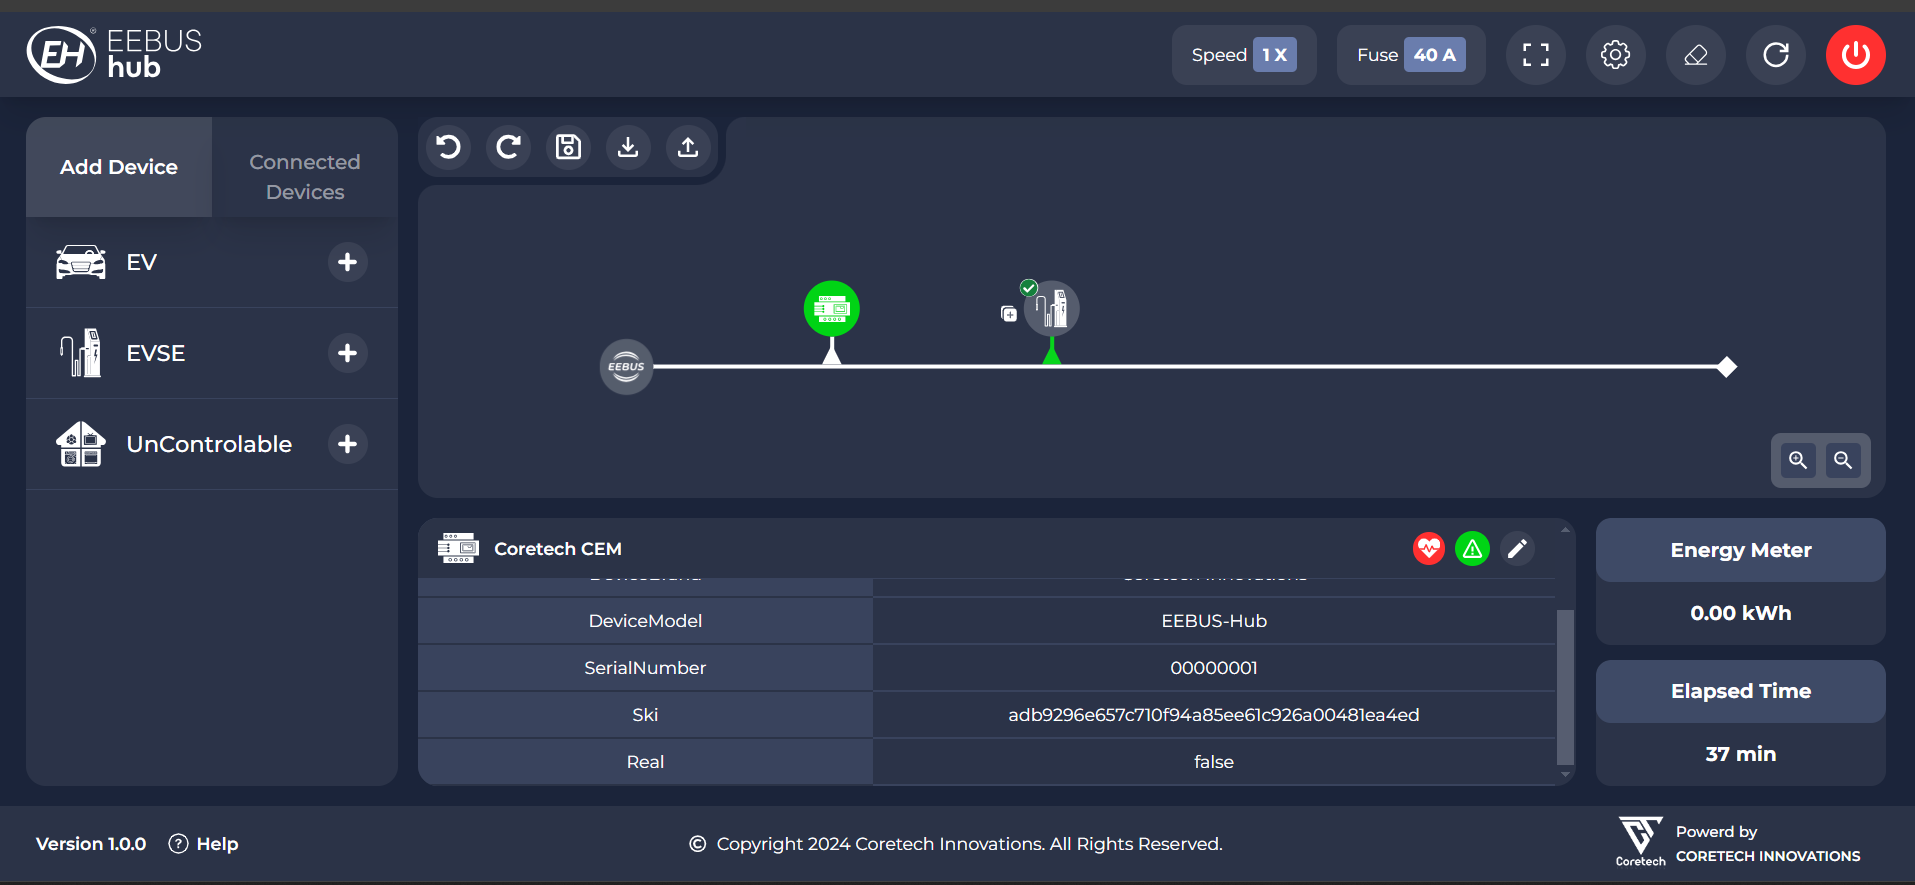 EH ® EEBUS
hub
Speed 1 X
Fuse 40 A
Add Device
Connected
Devices
EV
EVSE
UnControlable
EEBUS
Coretech CEM
DeviceModel EEBUS-Hub
SerialNumber 00000001
Ski adb9296e657c710f94a85ee61c926a00481ea4ed
Real false
Energy Meter
0.00 kWh
Elapsed Time
37 min
Version 1.0.0 ? Help
© Copyright 2024 Coretech Innovations. All Rights Reserved.
Coretech
Powerd by
CORETECH INNOVATIONS